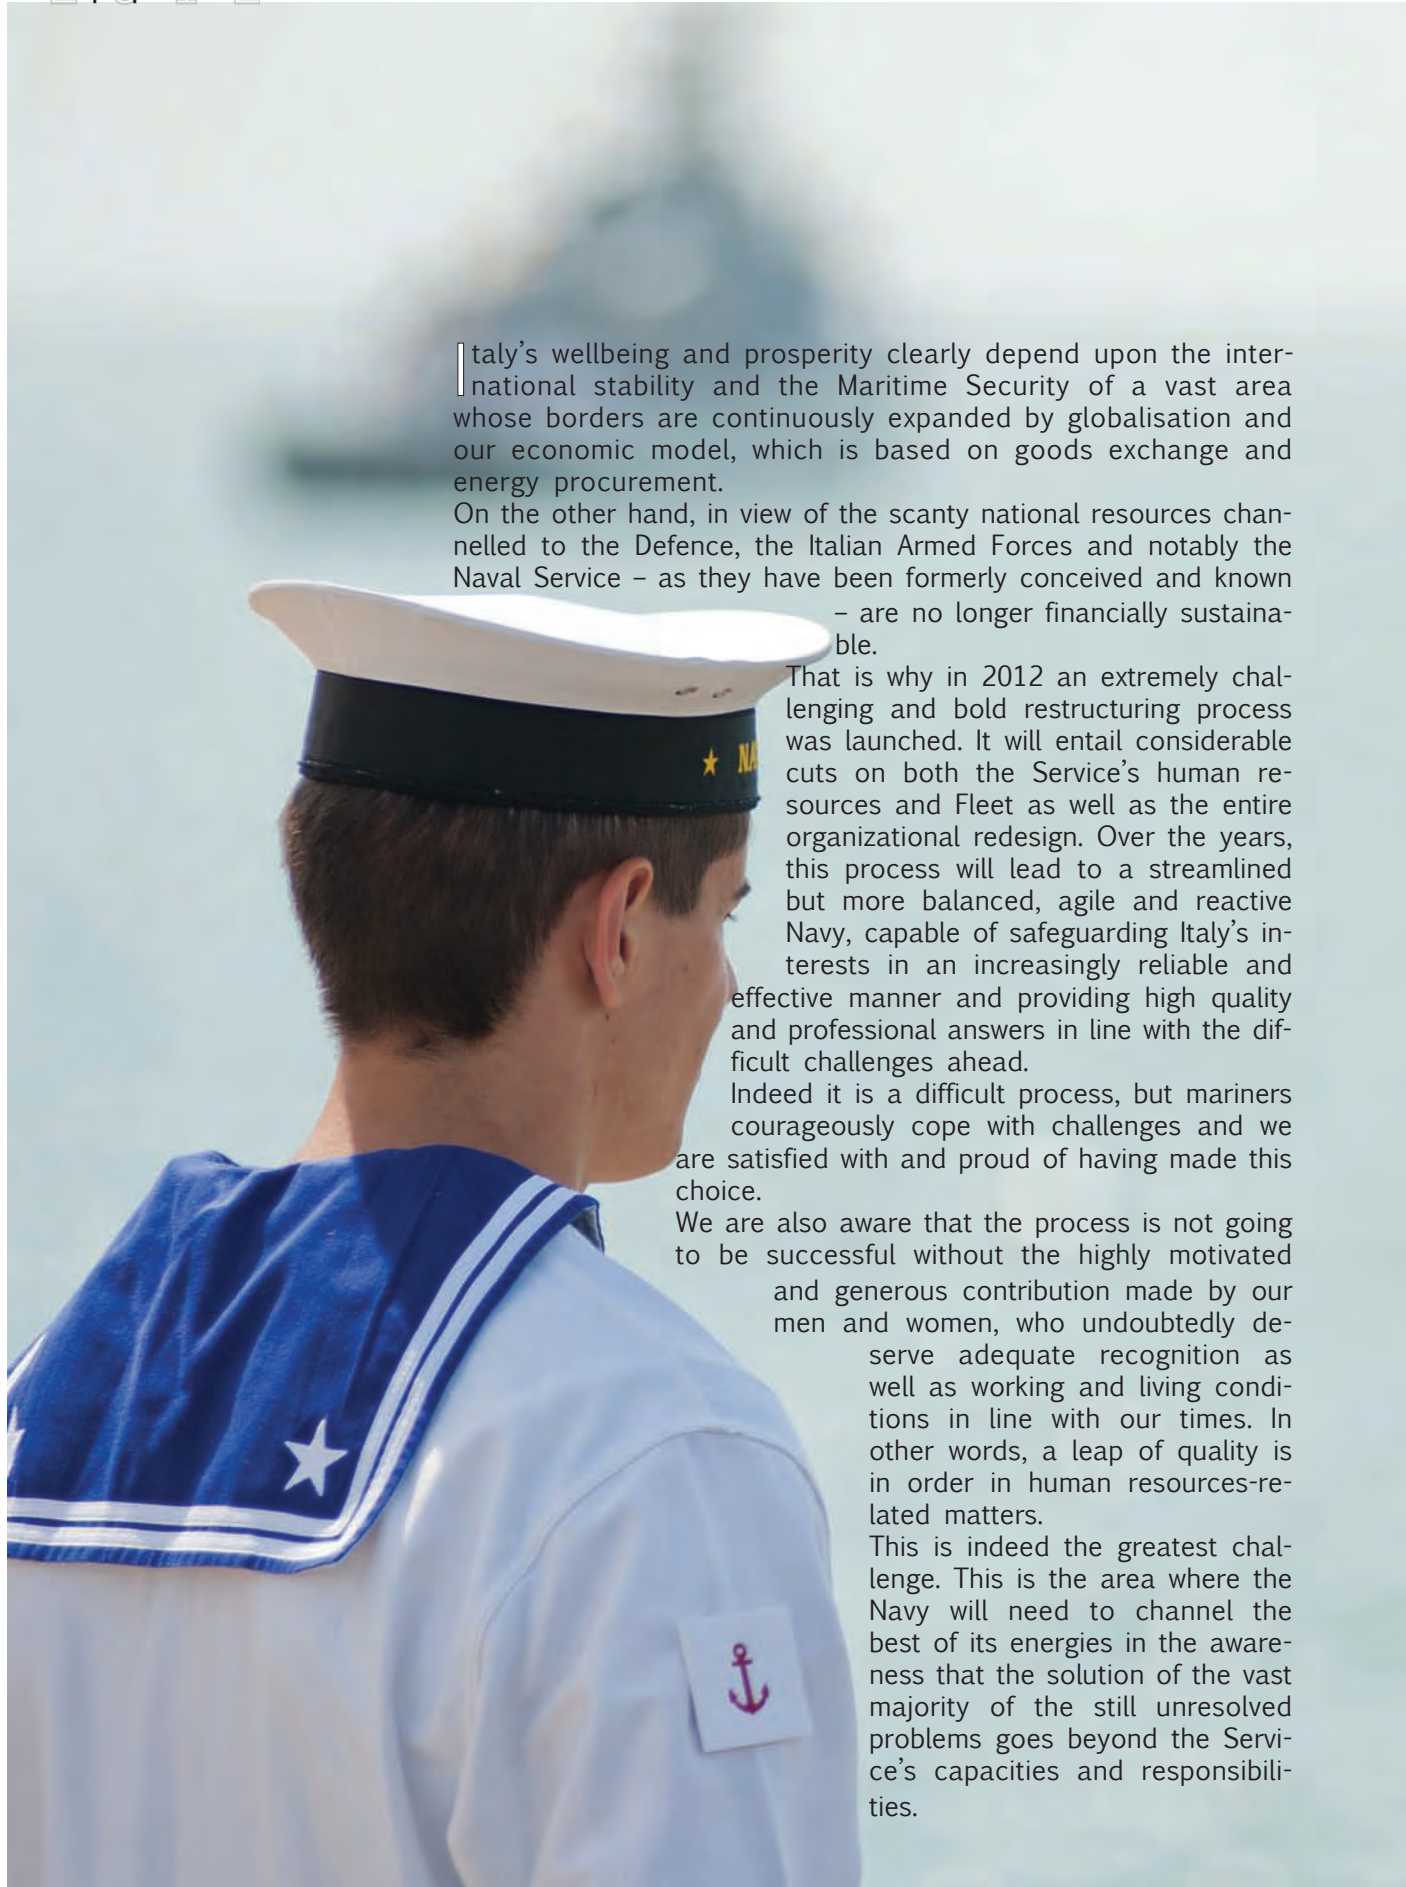 Italy's wellbeing and prosperity clearly depend upon the inter-
national stability and the Maritime Security of a vast area
whose borders are continuously expanded by globalisation and
our economic model, which is based on goods exchange and
energy procurement.
On the other hand, in view of the scanty national resources chan-
nelled to the Defence, the Italian Armed Forces and notably the
Naval Service – as they have been formerly conceived and known
– are no longer financially sustaina-
ble.
That is why in 2012 an extremely chal-
lenging and bold restructuring process
was launched. It will entail considerable
cuts on both the Service's human re-
sources and Fleet as well as the entire
organizational redesign. Over the years,
this process will lead to a streamlined
but more balanced, agile and reactive
Navy, capable of safeguarding Italy's in-
terests in an increasingly reliable and
effective manner and providing high quality
and professional answers in line with the dif-
ficult challenges ahead.
Indeed it is a difficult process, but mariners
courageously cope with challenges and we
are satisfied with and proud of having made this
choice.
We are also aware that the process is not going
to be successful without the highly motivated
and generous contribution made by our
men and women, who undoubtedly de-
serve adequate recognition as
well as working and living condi-
tions in line with our times. In
other words, a leap of quality is
in order in human resources-re-
lated matters.
This is indeed the greatest chal-
lenge. This is the area where the
Navy will need to channel the
best of its energies in the aware-
ness that the solution of the vast
majority of the still unresolved
problems goes beyond the Servi-
ce's capacities and responsibili-
ties.
NA